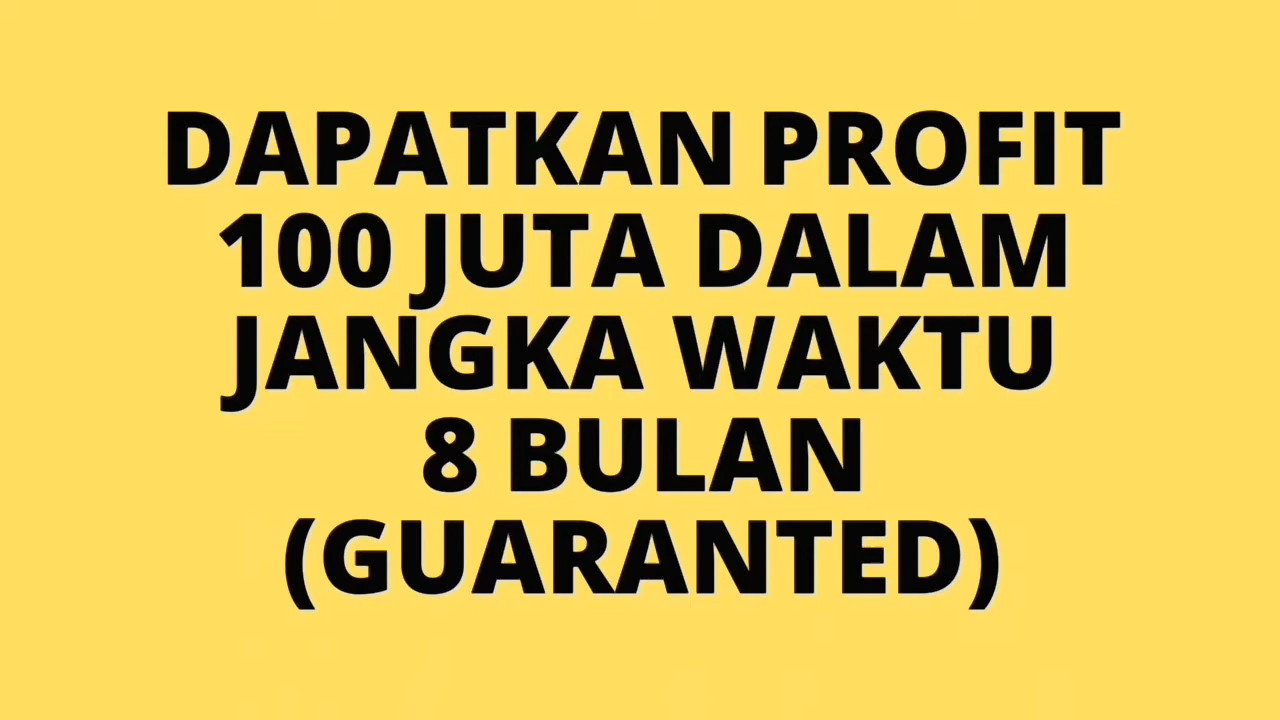 DAPATKAN PROFIT
100 JUTA DALAM
JANGKA WAKTU
8 BULAN
(GUARANTED)